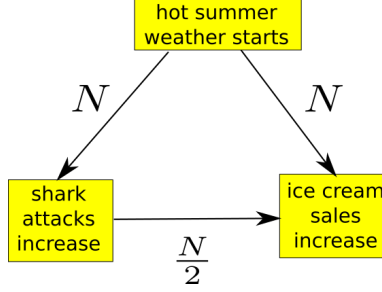 hot summer
weather starts
N
N
shark
attacks
increase
ice cream
sales
increase
N
2